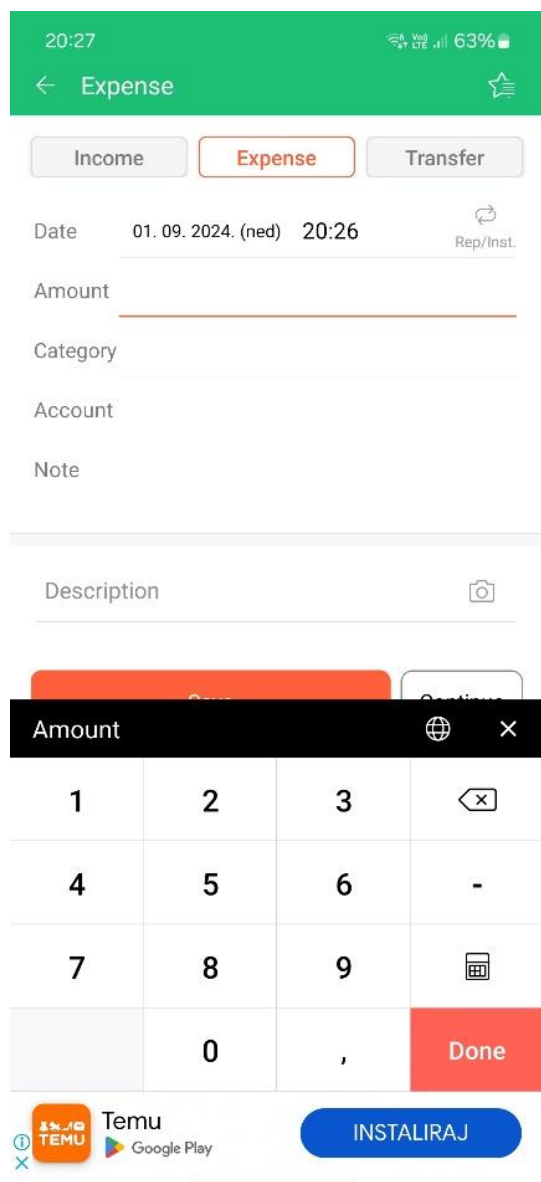 20:27 63%
Expense
Income Expense Transfer
Date 01. 09. 2024. (ned) 20:26 Rep/Inst.
Amount
Category
Account
Note
Description
Save Continue
Amount
1 2 3
4 5 6 -
7 8 9
0 , Done
Temu
TEMU Google Play INSTALIRAJ